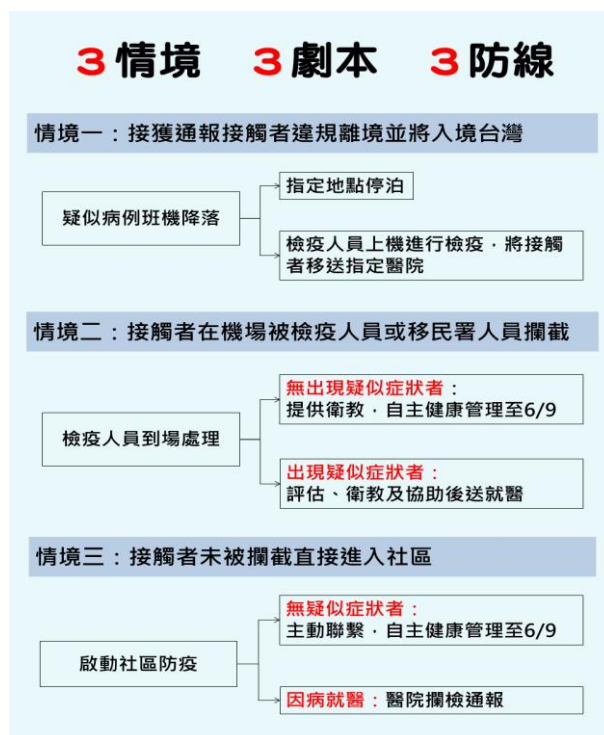 3情境 3劇本 3防線
情境一：接獲通報接觸者違規離境並將入境台灣
疑似病例班機降落
指定地點停泊
檢疫人員上機進行檢疫，將接觸
者移送指定醫院
情境二：接觸者在機場被檢疫人員或移民署人員攔截
檢疫人員到場處理
無出現疑似症狀者：
提供衛教，自主健康管理至6/9
出現疑似症狀者：
評估、衛教及協助後送就醫
情境三：接觸者未被攔截直接進入社區
啟動社區防疫
無疑似症狀者：
主動聯繫，自主健康管理至6/9
因病就醫：醫院攔檢通報